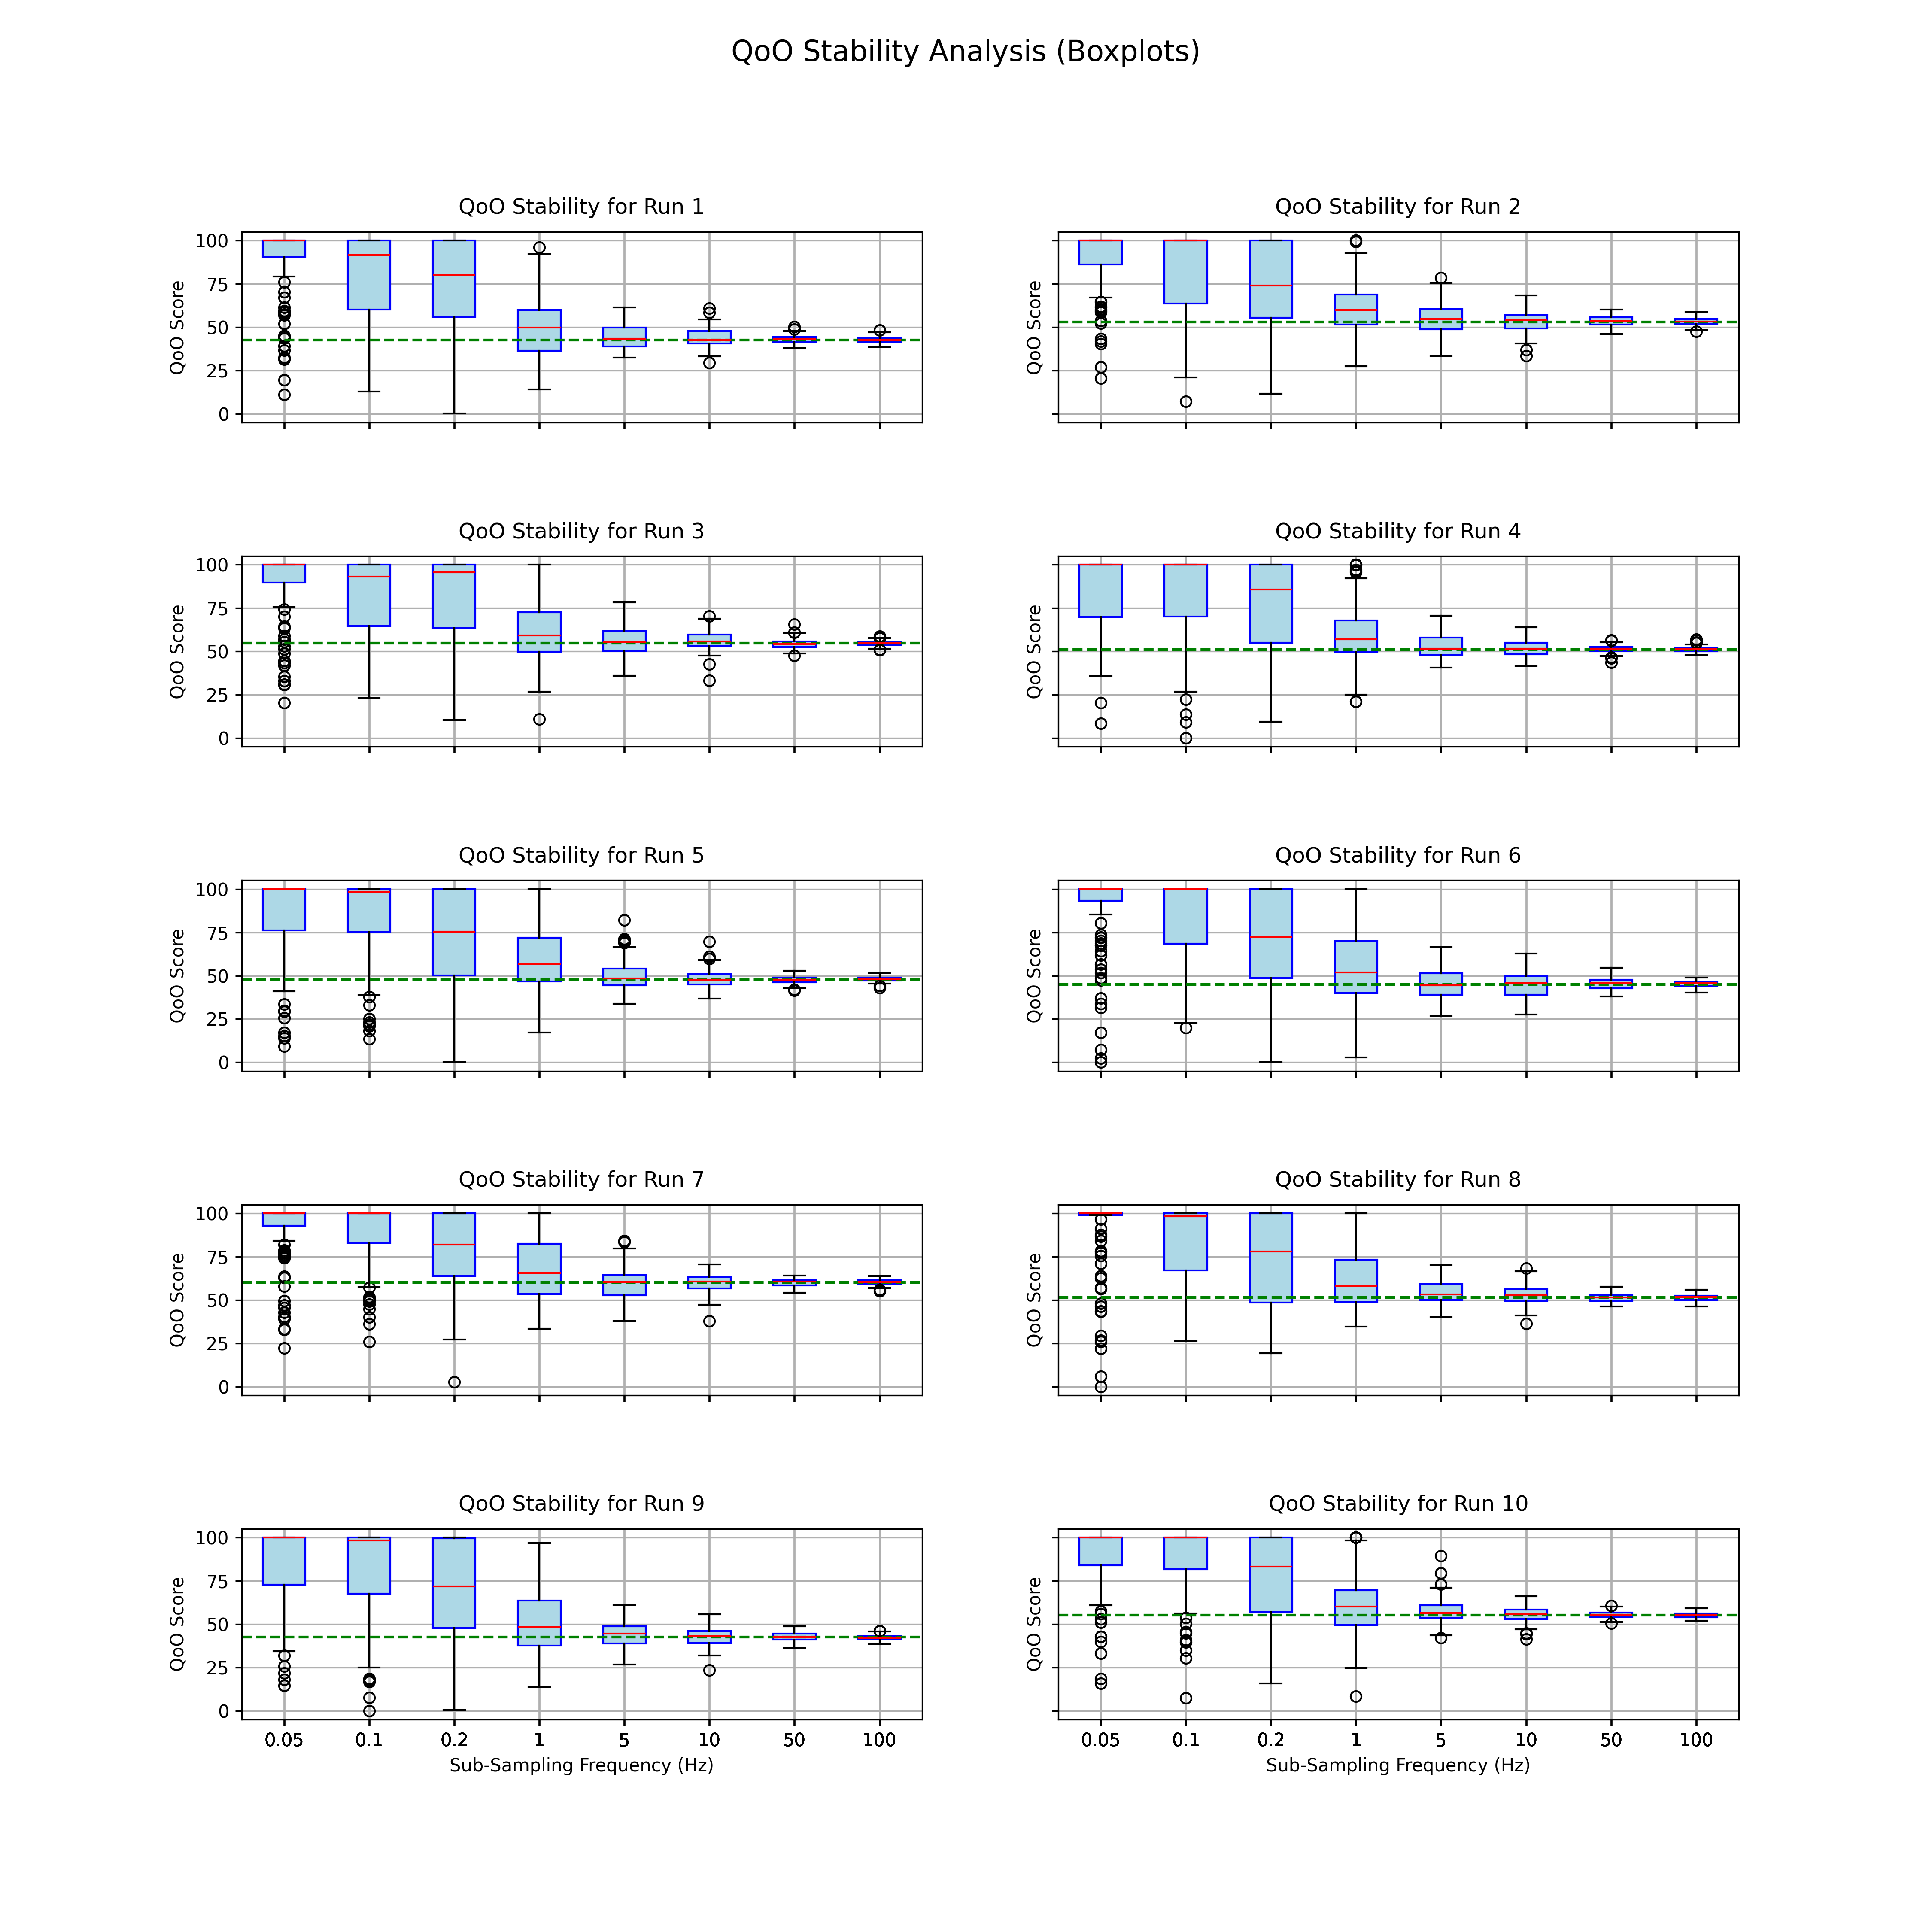 QoO Stability Analysis (Boxplots)
QoO Stability for Run 1
QoO Score
100
75
50
25
0
QoO Stability for Run 2
QoO Score
QoO Stability for Run 3
QoO Score
100
75
50
25
0
QoO Stability for Run 4
QoO Score
QoO Stability for Run 5
QoO Score
100
75
50
25
0
QoO Stability for Run 6
QoO Score
QoO Stability for Run 7
QoO Score
100
75
50
25
0
QoO Stability for Run 8
QoO Score
QoO Stability for Run 9
QoO Score
100
75
50
25
0
0.05 0.1 0.2 1 5 10 50 100
Sub-Sampling Frequency (Hz)
QoO Stability for Run 10
QoO Score
0.05 0.1 0.2 1 5 10 50 100
Sub-Sampling Frequency (Hz)